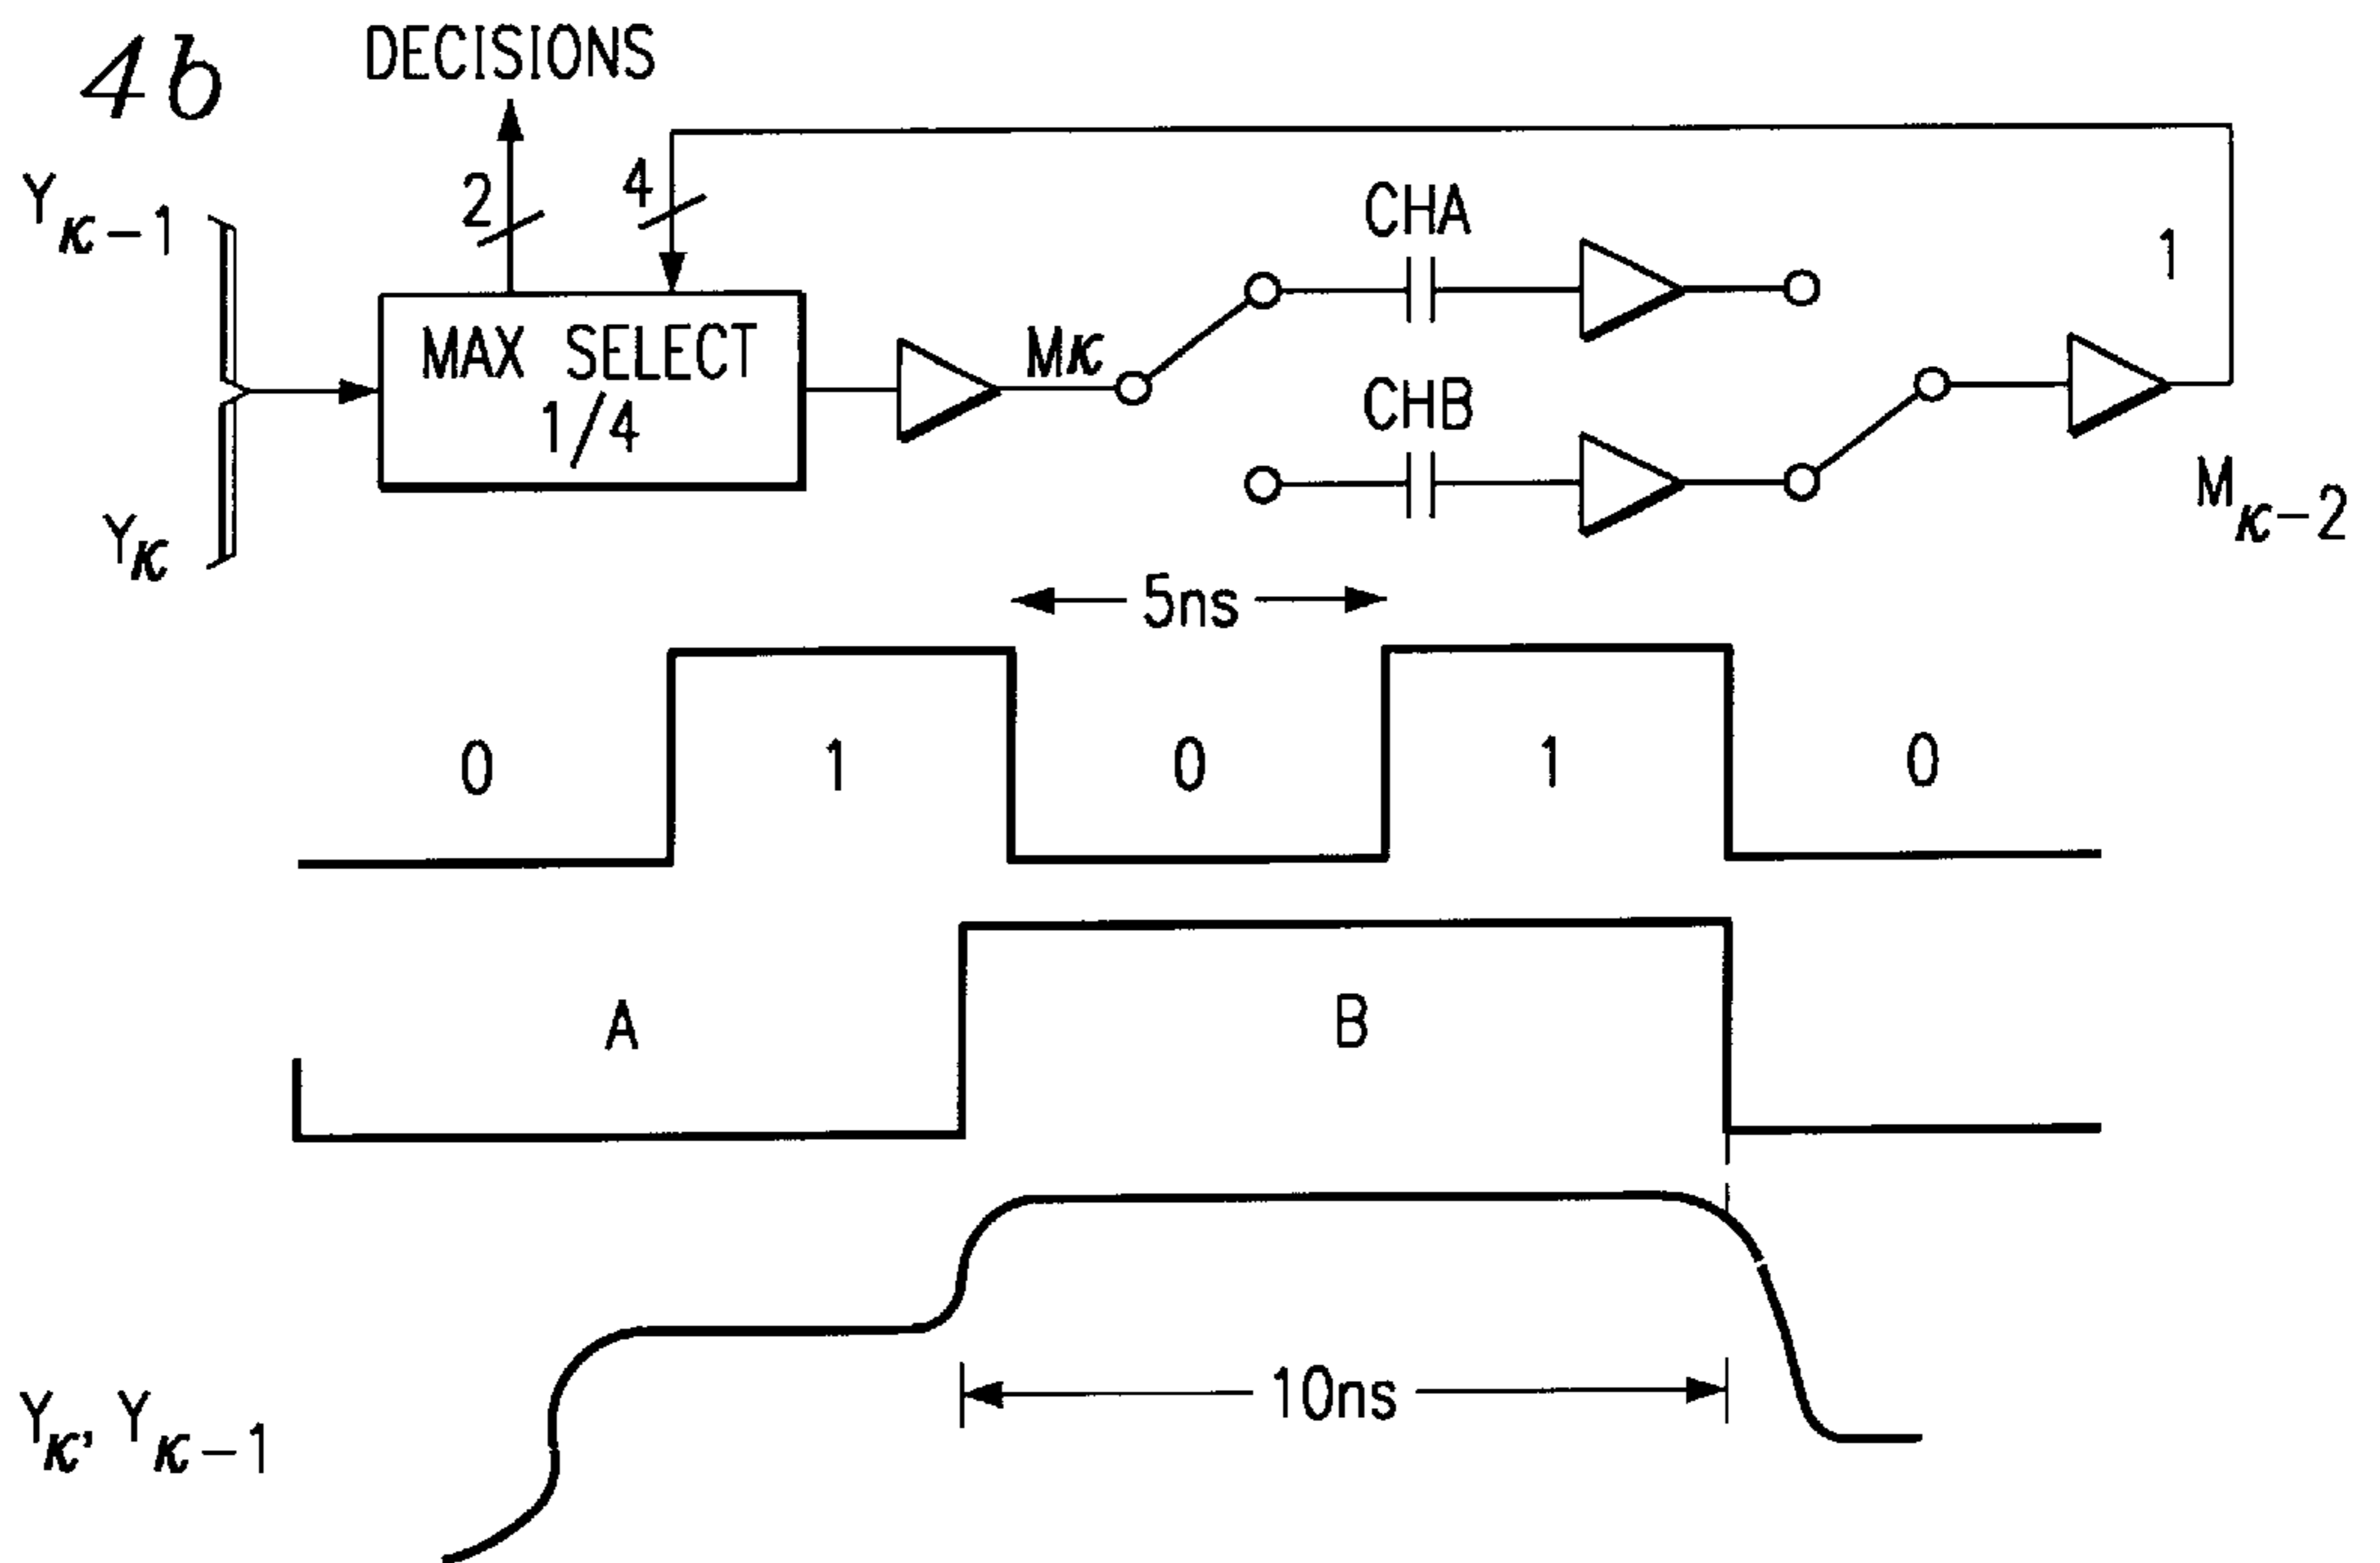 4b
DECISIONS
Yκ-1
2
4
CHA
1
MAX SELECT
1/4
Mκ
CHB
Yκ
Mκ-2
5ns
0 1 0 1 0
A B
10ns
Yκ, Yκ-1